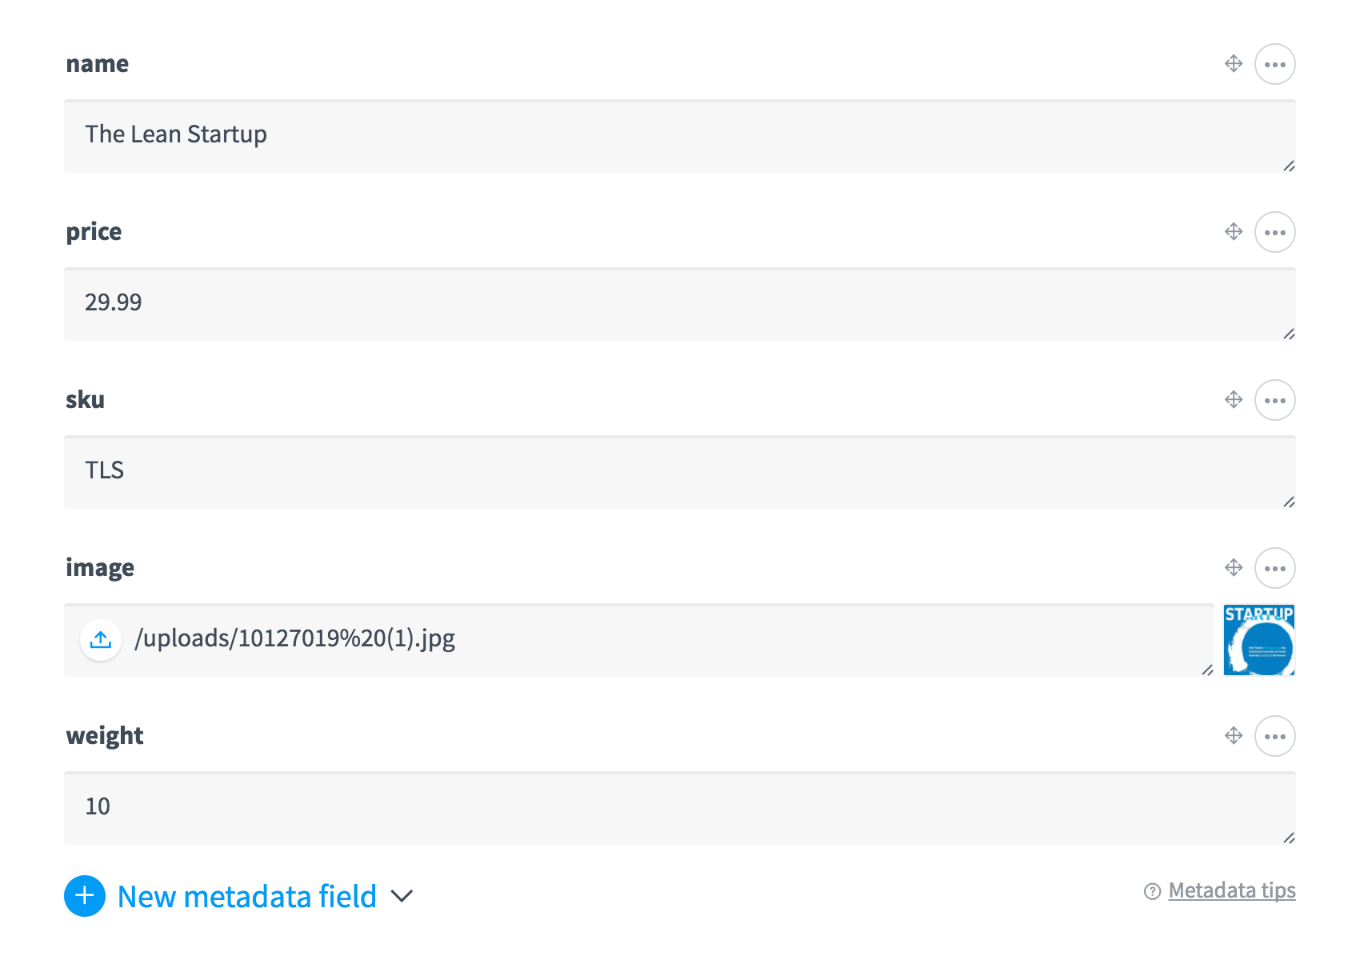 name
The Lean Startup
price
29.99
sku
TLS
image
/uploads/10127019%20(1).jpg
STARTUP
weight
10
New metadata field
Metadata tips